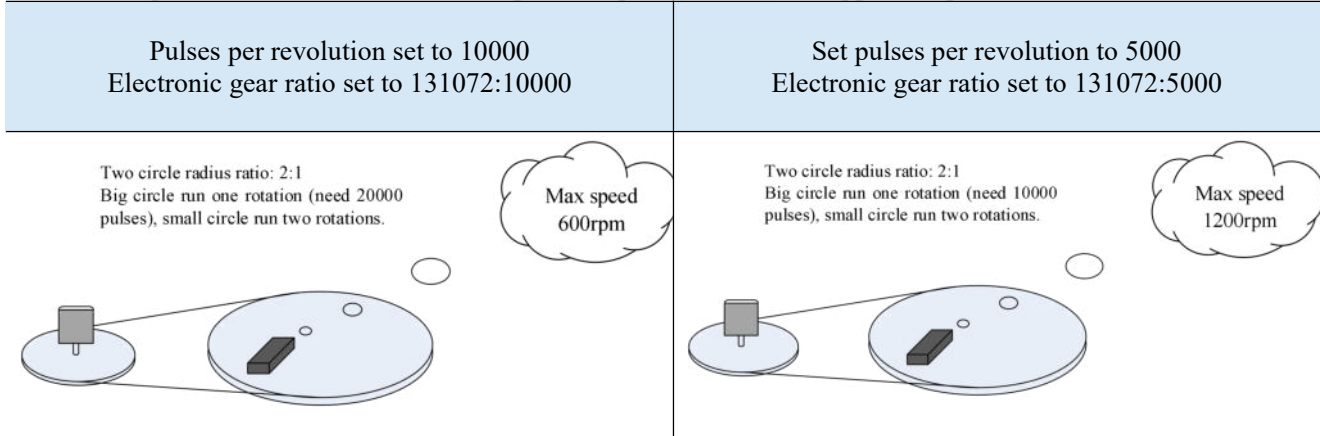 Pulses per revolution set to 10000
Electronic gear ratio set to 131072:10000
Set pulses per revolution to 5000
Electronic gear ratio set to 131072:5000
Two circle radius ratio: 2:1
Big circle run one rotation (need 20000
pulses), small circle run two rotations.
Max speed
600rpm
Two circle radius ratio: 2:1
Big circle run one rotation (need 10000
pulses), small circle run two rotations.
Max speed
1200rpm